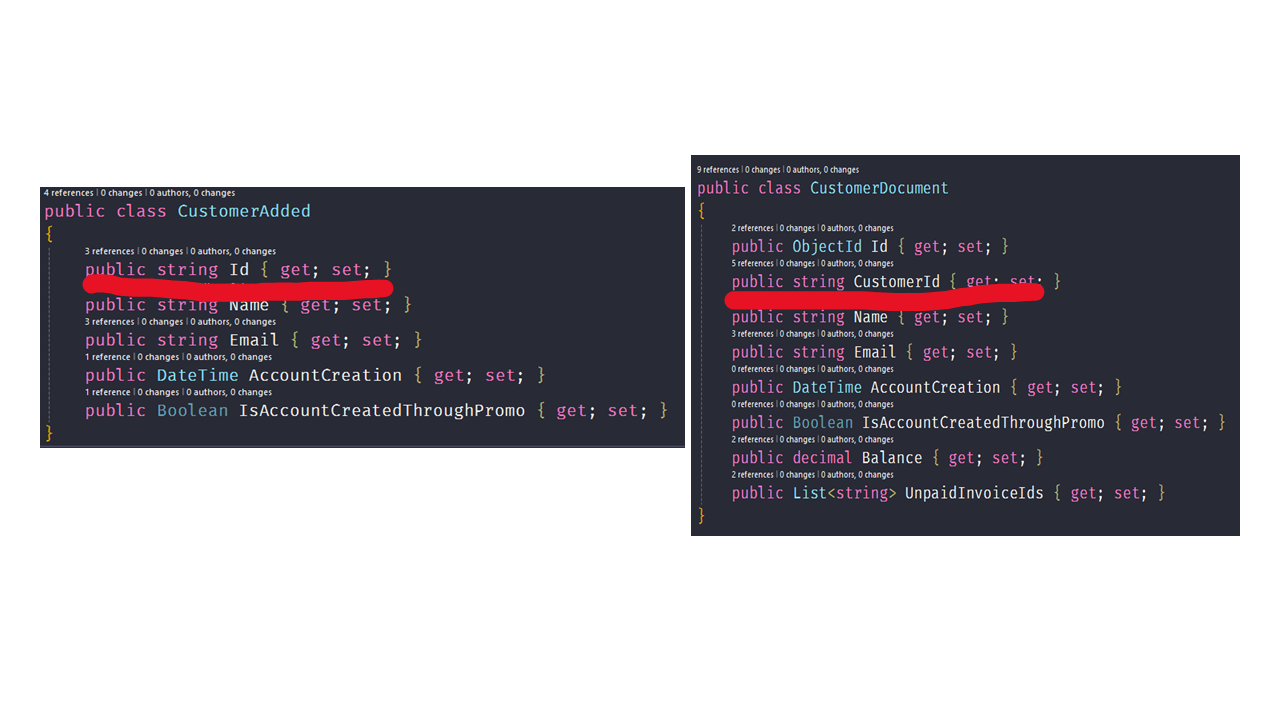 4 references | 0 changes | 0 authors, 0 changes
public class CustomerAdded
{
3 references | 0 changes | 0 authors, 0 changes
public string Id { get; set; }
public string Name { get; set; }
3 references | 0 changes | 0 authors, 0 changes
public string Email { get; set; }
1 reference | 0 changes | 0 authors, 0 changes
public DateTime AccountCreation { get; set; }
1 reference | 0 changes | 0 authors, 0 changes
public Boolean IsAccountCreatedThroughPromo { get; set; }
}
9 references | 0 changes | 0 authors, 0 changes
public class CustomerDocument
{
2 references | 0 changes | 0 authors, 0 changes
public ObjectId Id { get; set; }
5 references | 0 changes | 0 authors, 0 changes
public string CustomerId { get; set; }
public string Name { get; set; }
3 references | 0 changes | 0 authors, 0 changes
public string Email { get; set; }
0 references | 0 changes | 0 authors, 0 changes
public DateTime AccountCreation { get; set; }
0 references | 0 changes | 0 authors, 0 changes
public Boolean IsAccountCreatedThroughPromo { get; set; }
2 references | 0 changes | 0 authors, 0 changes
public decimal Balance { get; set; }
2 references | 0 changes | 0 authors, 0 changes
public List<string> UnpaidInvoiceIds { get; set; }
}